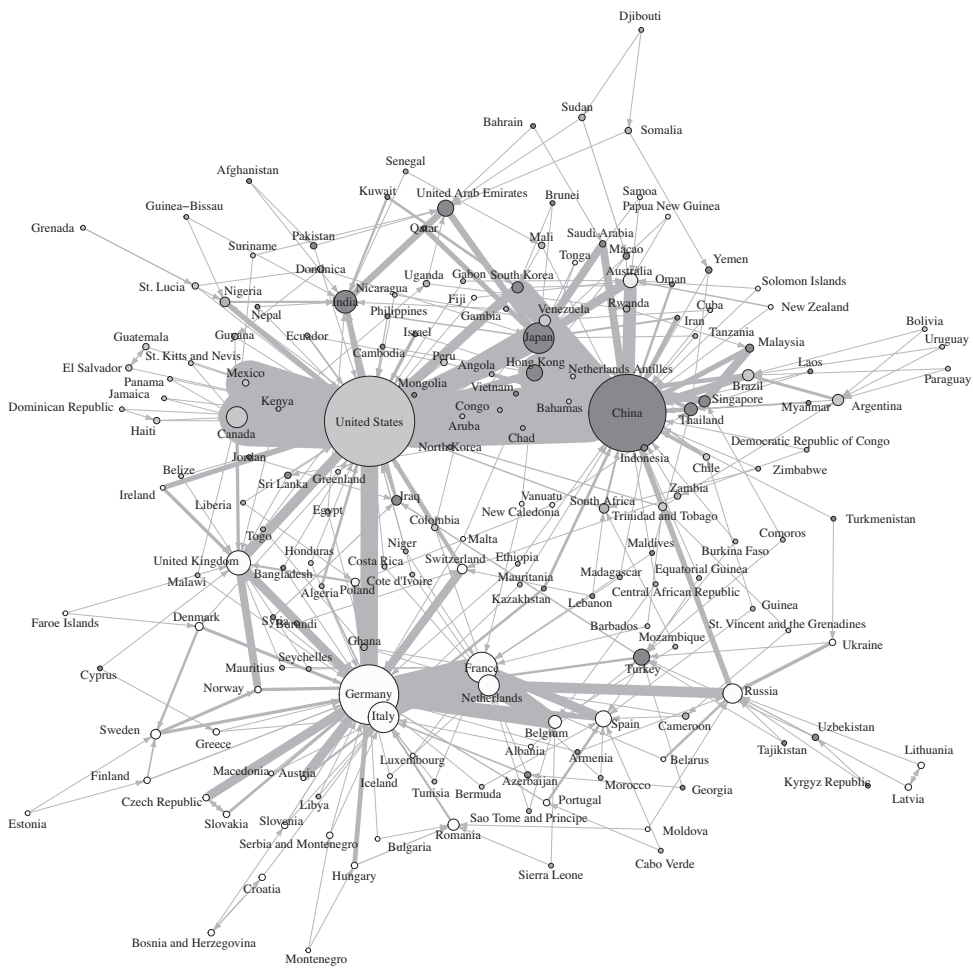 Djibouti
Sudan
Bahrain
Somalia
Senegal
Afghanistan
Kuwait
United Arab Emirates
Brunei
Samoa
Guinea−Bissau
Papua New Guinea
Grenada
Qatar
Pakistan
Mali
Saudi Arabia
Suriname
Macao
Tonga
Yemen
Dominica
Uganda
Gabon
South Korea
Australia
Oman
St. Lucia
Nigeria
Nicaragua
Solomon Islands
India
Fiji
Rwanda
Cuba
New Zealand
Nepal
Philippines
Gambia
Venezuela
Iran
Bolivia
Guatemala
Guyana
Ecuador
Israel
Japan
Tanzania
Malaysia
Uruguay
St. Kitts and Nevis
Cambodia
Peru
Angola
Hong Kong
Netherlands Antilles
Laos
El Salvador
Mexico
Mongolia
Vietnam
Brazil
Paraguay
Panama
Jamaica
Kenya
Singapore
Dominican Republic
Congo
Bahamas
China
Myanmar
Argentina
United States
Thailand
Haiti
Canada
Aruba
Chad
Democratic Republic of Congo
North Korea
Jordan
Indonesia
Chile
Zimbabwe
Belize
Sri Lanka
Greenland
Zambia
Ireland
Iraq
Vanuatu
South Africa
Liberia
Egypt
New Caledonia
Trinidad and Tobago
Turkmenistan
Colombia
Togo
Malta
Comoros
Niger
Maldives
Burkina Faso
United Kingdom
Honduras
Costa Rica
Switzerland
Ethiopia
Bangladesh
Madagascar
Equatorial Guinea
Malawi
Algeria
Poland
Cote d'Ivoire
Mauritania
Kazakhstan
Central African Republic
Lebanon
Guinea
Faroe Islands
Denmark
Syria
Burundi
Barbados
St. Vincent and the Grenadines
Mozambique
Ghana
Ukraine
Seychelles
Cyprus
Mauritius
France
Turkey
Norway
Germany
Netherlands
Russia
Italy
Sweden
Greece
Belgium
Spain
Cameroon
Uzbekistan
Albania
Tajikistan
Lithuania
Luxembourg
Armenia
Belarus
Finland
Macedonia
Austria
Iceland
Azerbaijan
Morocco
Georgia
Kyrgyz Republic
Czech Republic
Libya
Tunisia
Bermuda
Portugal
Latvia
Estonia
Slovakia
Slovenia
Sao Tome and Principe
Serbia and Montenegro
Romania
Moldova
Bulgaria
Cabo Verde
Hungary
Sierra Leone
Croatia
Bosnia and Herzegovina
Montenegro